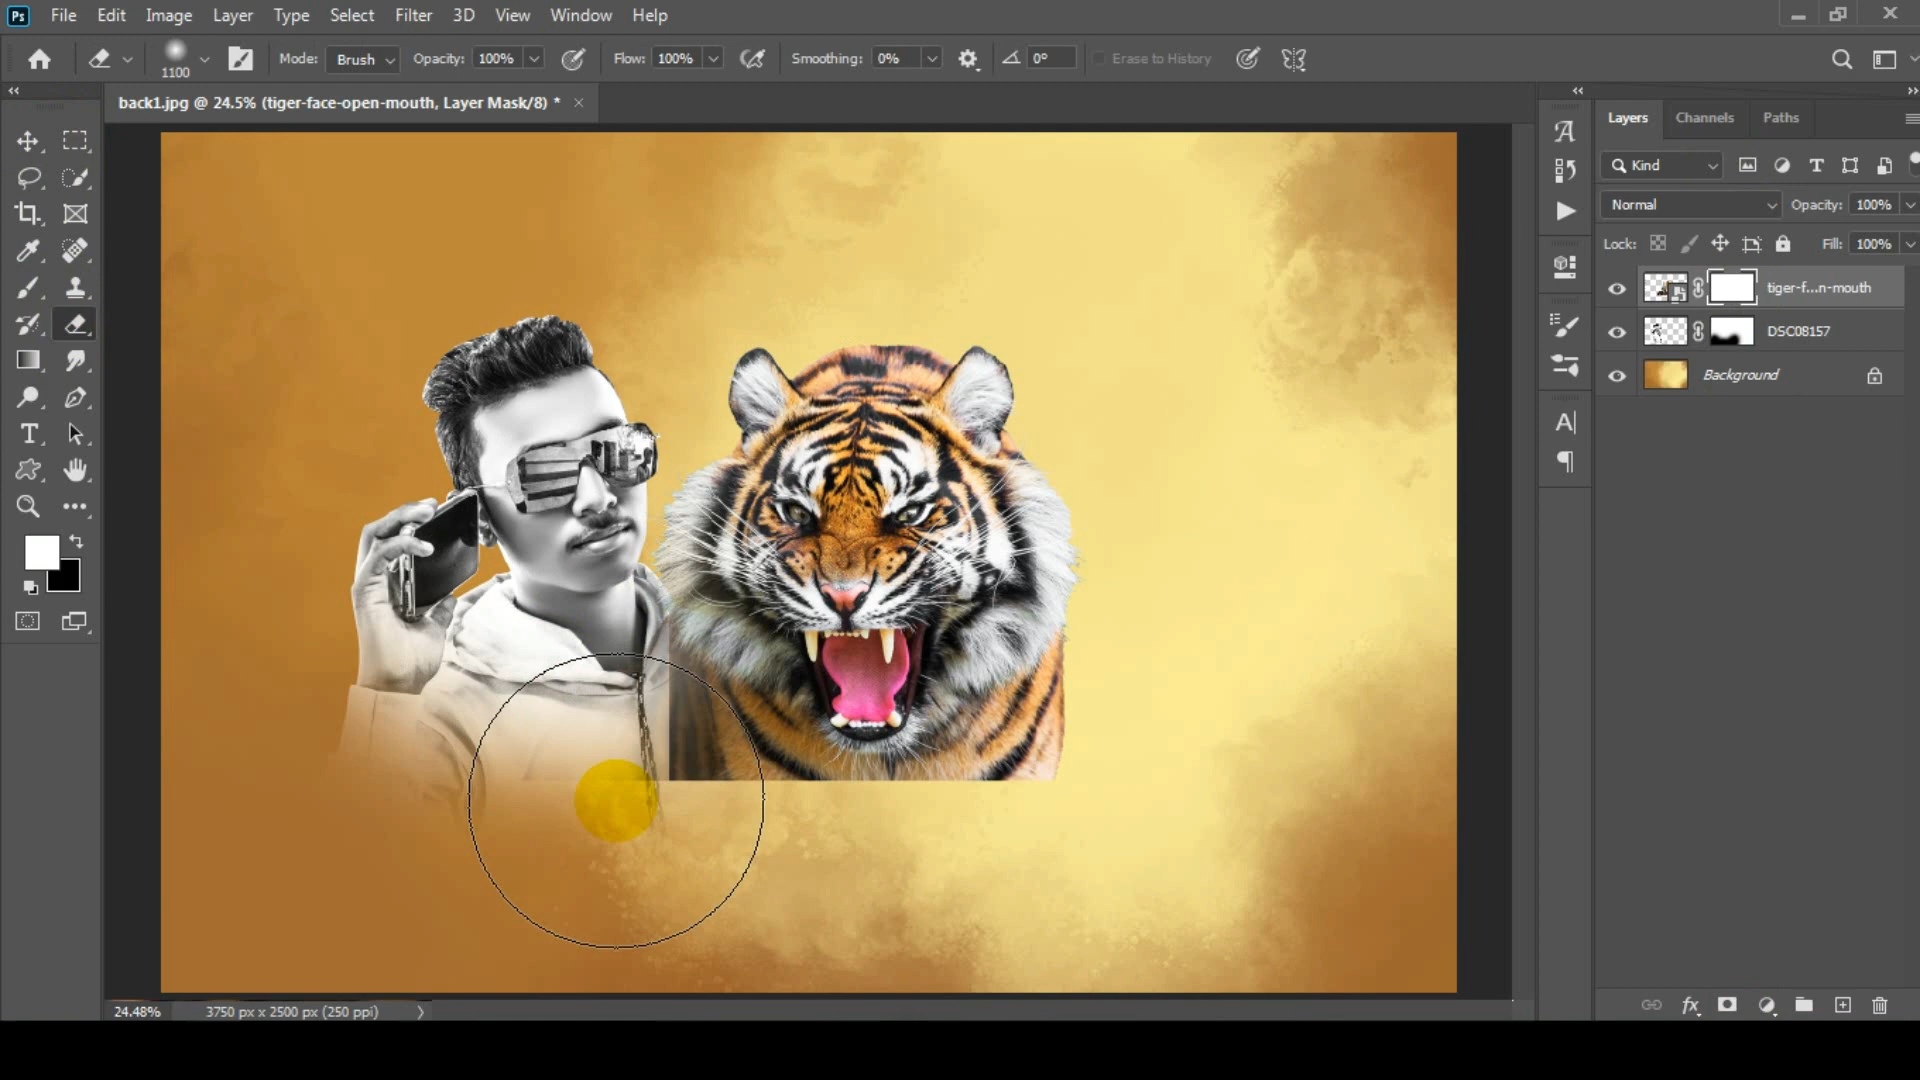 Ps File Edit Image Layer Type Select Filter 3D View Window Help
1100 Mode: Brush Opacity: 100% Flow: 100% Smoothing: 0% 0° Erase to History
back1.jpg @ 24.5% (tiger-face-open-mouth, Layer Mask/8) *
Layers Channels Paths
Kind
Normal Opacity: 100%
Lock: Fill: 100%
tiger-f...n-mouth
DSC08157
Background
24.48% 3750 px x 2500 px (250 ppi)